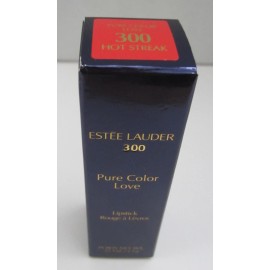 300
HOT STREAK
ESTĒE LAUDER
300
Pure Color
Love
Lipstick
Rouge à Lèvres